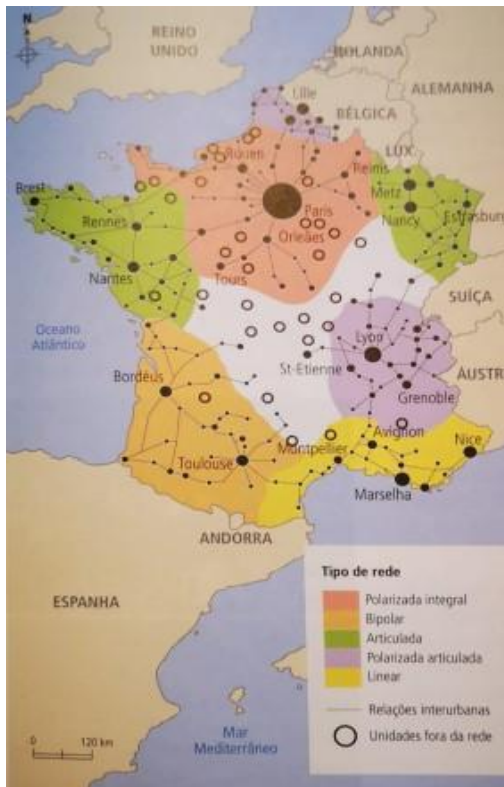 N
REINO
UNIDO
HOLANDA
ALEMANHA
BÉLGICA
Lille
LUX
Rouen
Reims
Metz
Paris
Nancy
Estrasburgo
Brest
Rennes
Orleães
Nantes
Tours
SUÍÇA
Oceano
Atlântico
Lyon
St-Etienne
ÁUSTR
Grenoble
Bordéus
Avignon
Nice
Toulouse
Montpellier
Marselha
ANDORRA
ESPANHA
Tipo de rede
Polarizada integral
Bipolar
Articulada
Polarizada articulada
Linear
Relações interurbanas
Unidades fora da rede
Mar
Mediterrâneo
0 120 km